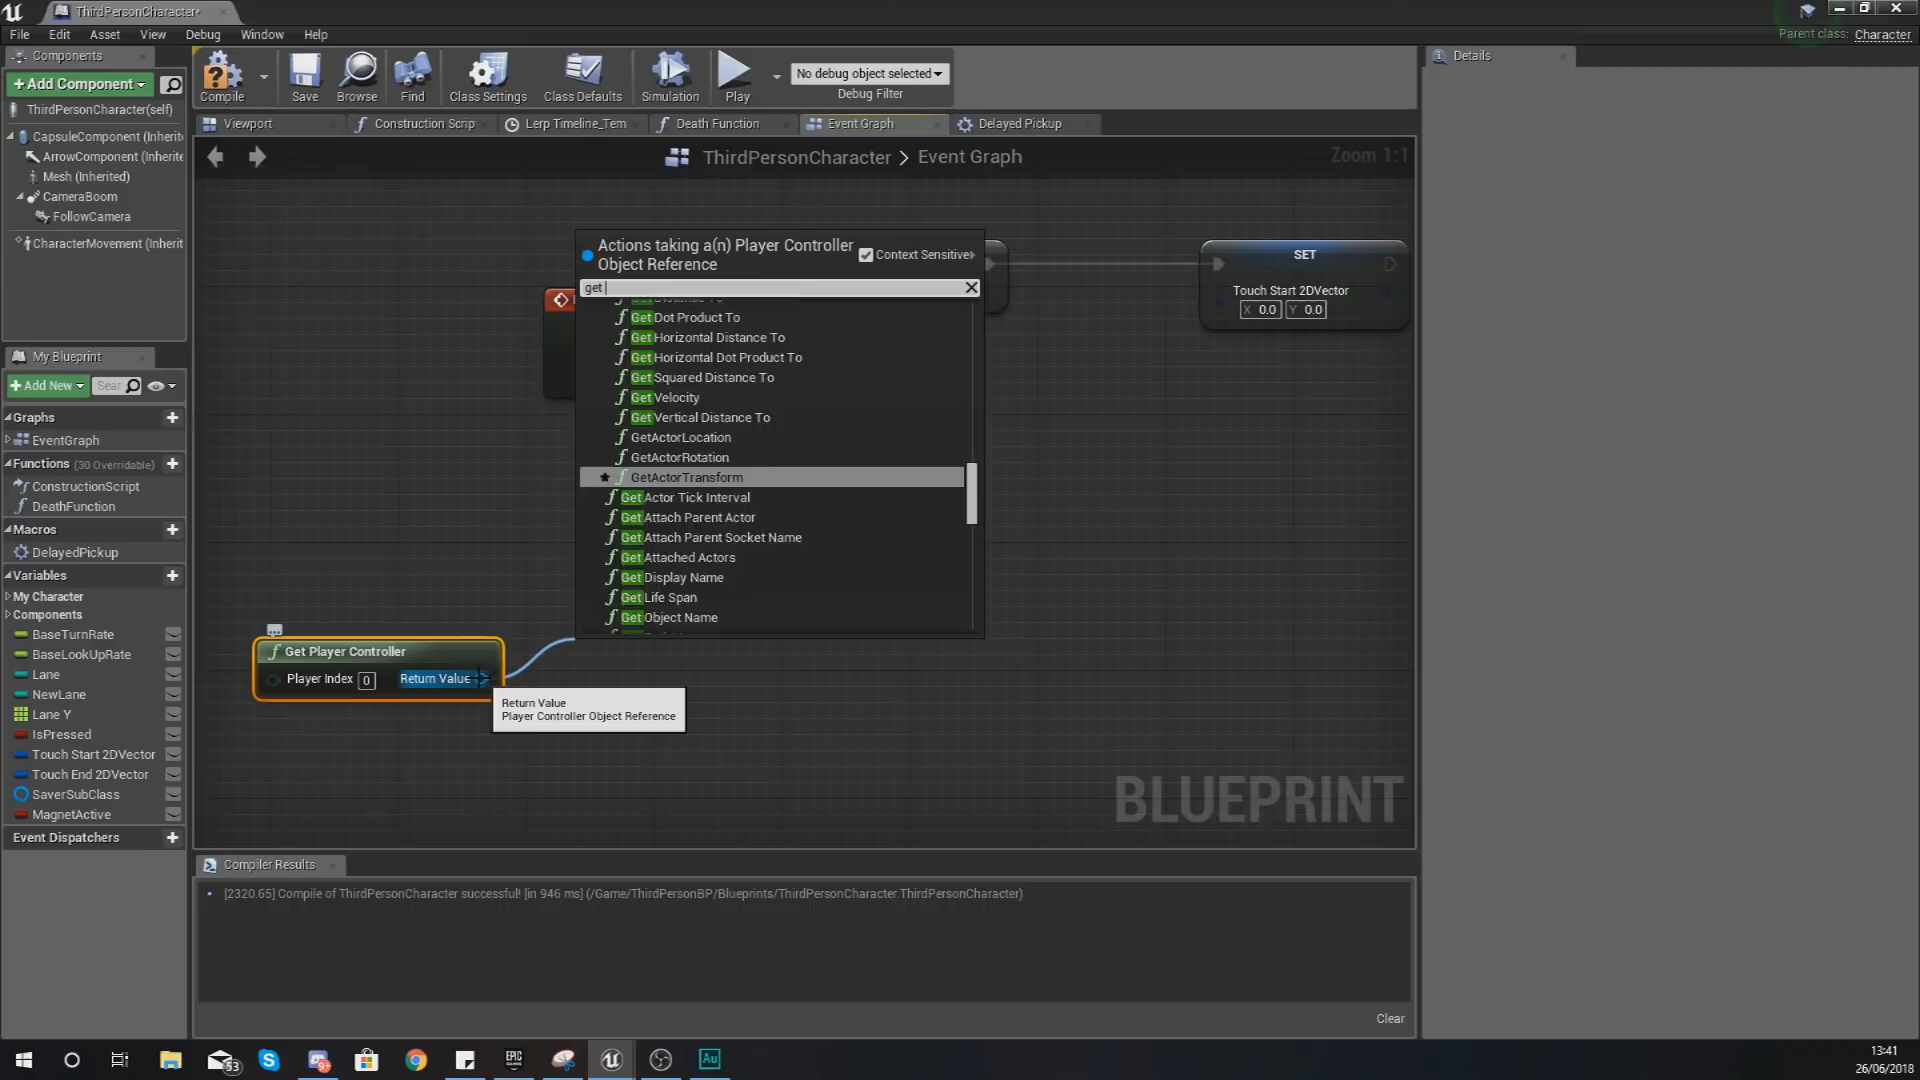 ThirdPersonCharacter*
File Edit Asset View Debug Window Help
Parent class: Character
Components
+ Add Component
ThirdPersonCharacter(self)
CapsuleComponent (Inherite
ArrowComponent (Inherite
Mesh (Inherited)
CameraBoom
FollowCamera
CharacterMovement (Inherit
Compile
Save
Browse
Find
Class Settings
Class Defaults
Simulation
Play
No debug object selected
Debug Filter
Details
Viewport
Construction Scrip
Lerp Timeline_Tem
Death Function
Event Graph
Delayed Pickup
ThirdPersonCharacter > Event Graph
Zoom 1:1
Actions taking a(n) Player Controller
Object Reference
Context Sensitive
get
Get Dot Product To
Get Horizontal Distance To
Get Horizontal Dot Product To
Get Squared Distance To
Get Velocity
Get Vertical Distance To
GetActorLocation
GetActorRotation
GetActorTransform
Get Actor Tick Interval
Get Attach Parent Actor
Get Attach Parent Socket Name
Get Attached Actors
Get Display Name
Get Life Span
Get Object Name
SET
Touch Start 2DVector
X 0.0 Y 0.0
Get Player Controller
Player Index 0 Return Value
Return Value
Player Controller Object Reference
BLUEPRINT
My Blueprint
+ Add New
Sear
Graphs
EventGraph
Functions (30 Overridable)
ConstructionScript
DeathFunction
Macros
DelayedPickup
Variables
My Character
Components
BaseTurnRate
BaseLookUpRate
Lane
NewLane
Lane Y
IsPressed
Touch Start 2DVector
Touch End 2DVector
SaverSubClass
MagnetActive
Event Dispatchers
Compiler Results
[2320.65] Compile of ThirdPersonCharacter successful! [in 946 ms] (/Game/ThirdPersonBP/Blueprints/ThirdPersonCharacter.ThirdPersonCharacter)
Clear
53
9+
EPIC
Au
13:41
26/06/2018